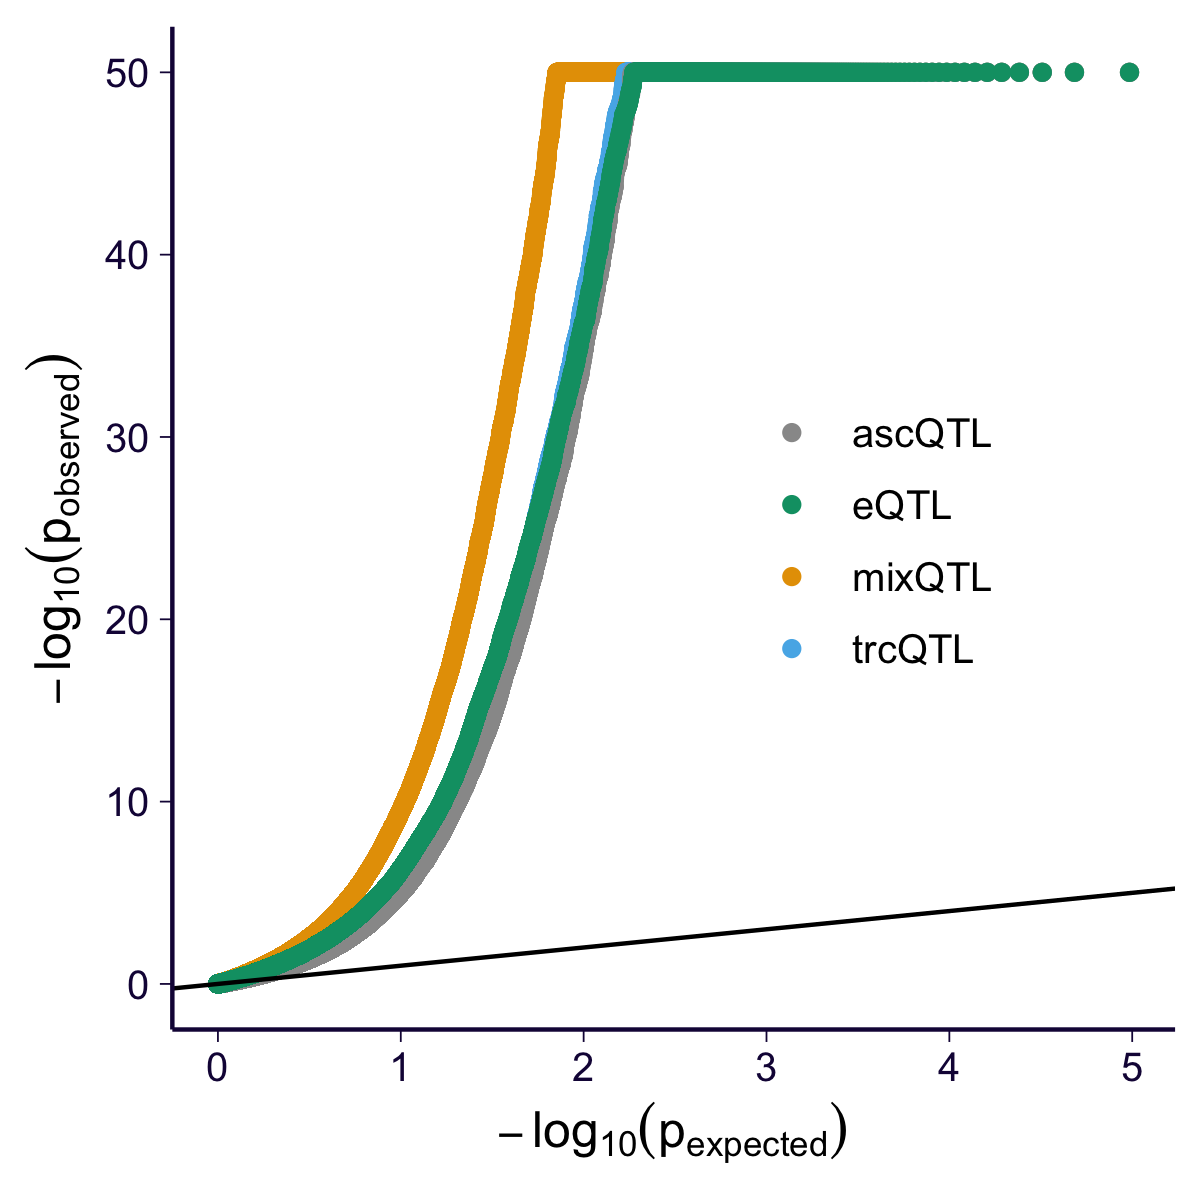 50
40
30
20
10
0
−log10(pobserved)
ascQTL
eQTL
mixQTL
trcQTL
0 1 2 3 4 5
−log10(pexpected)